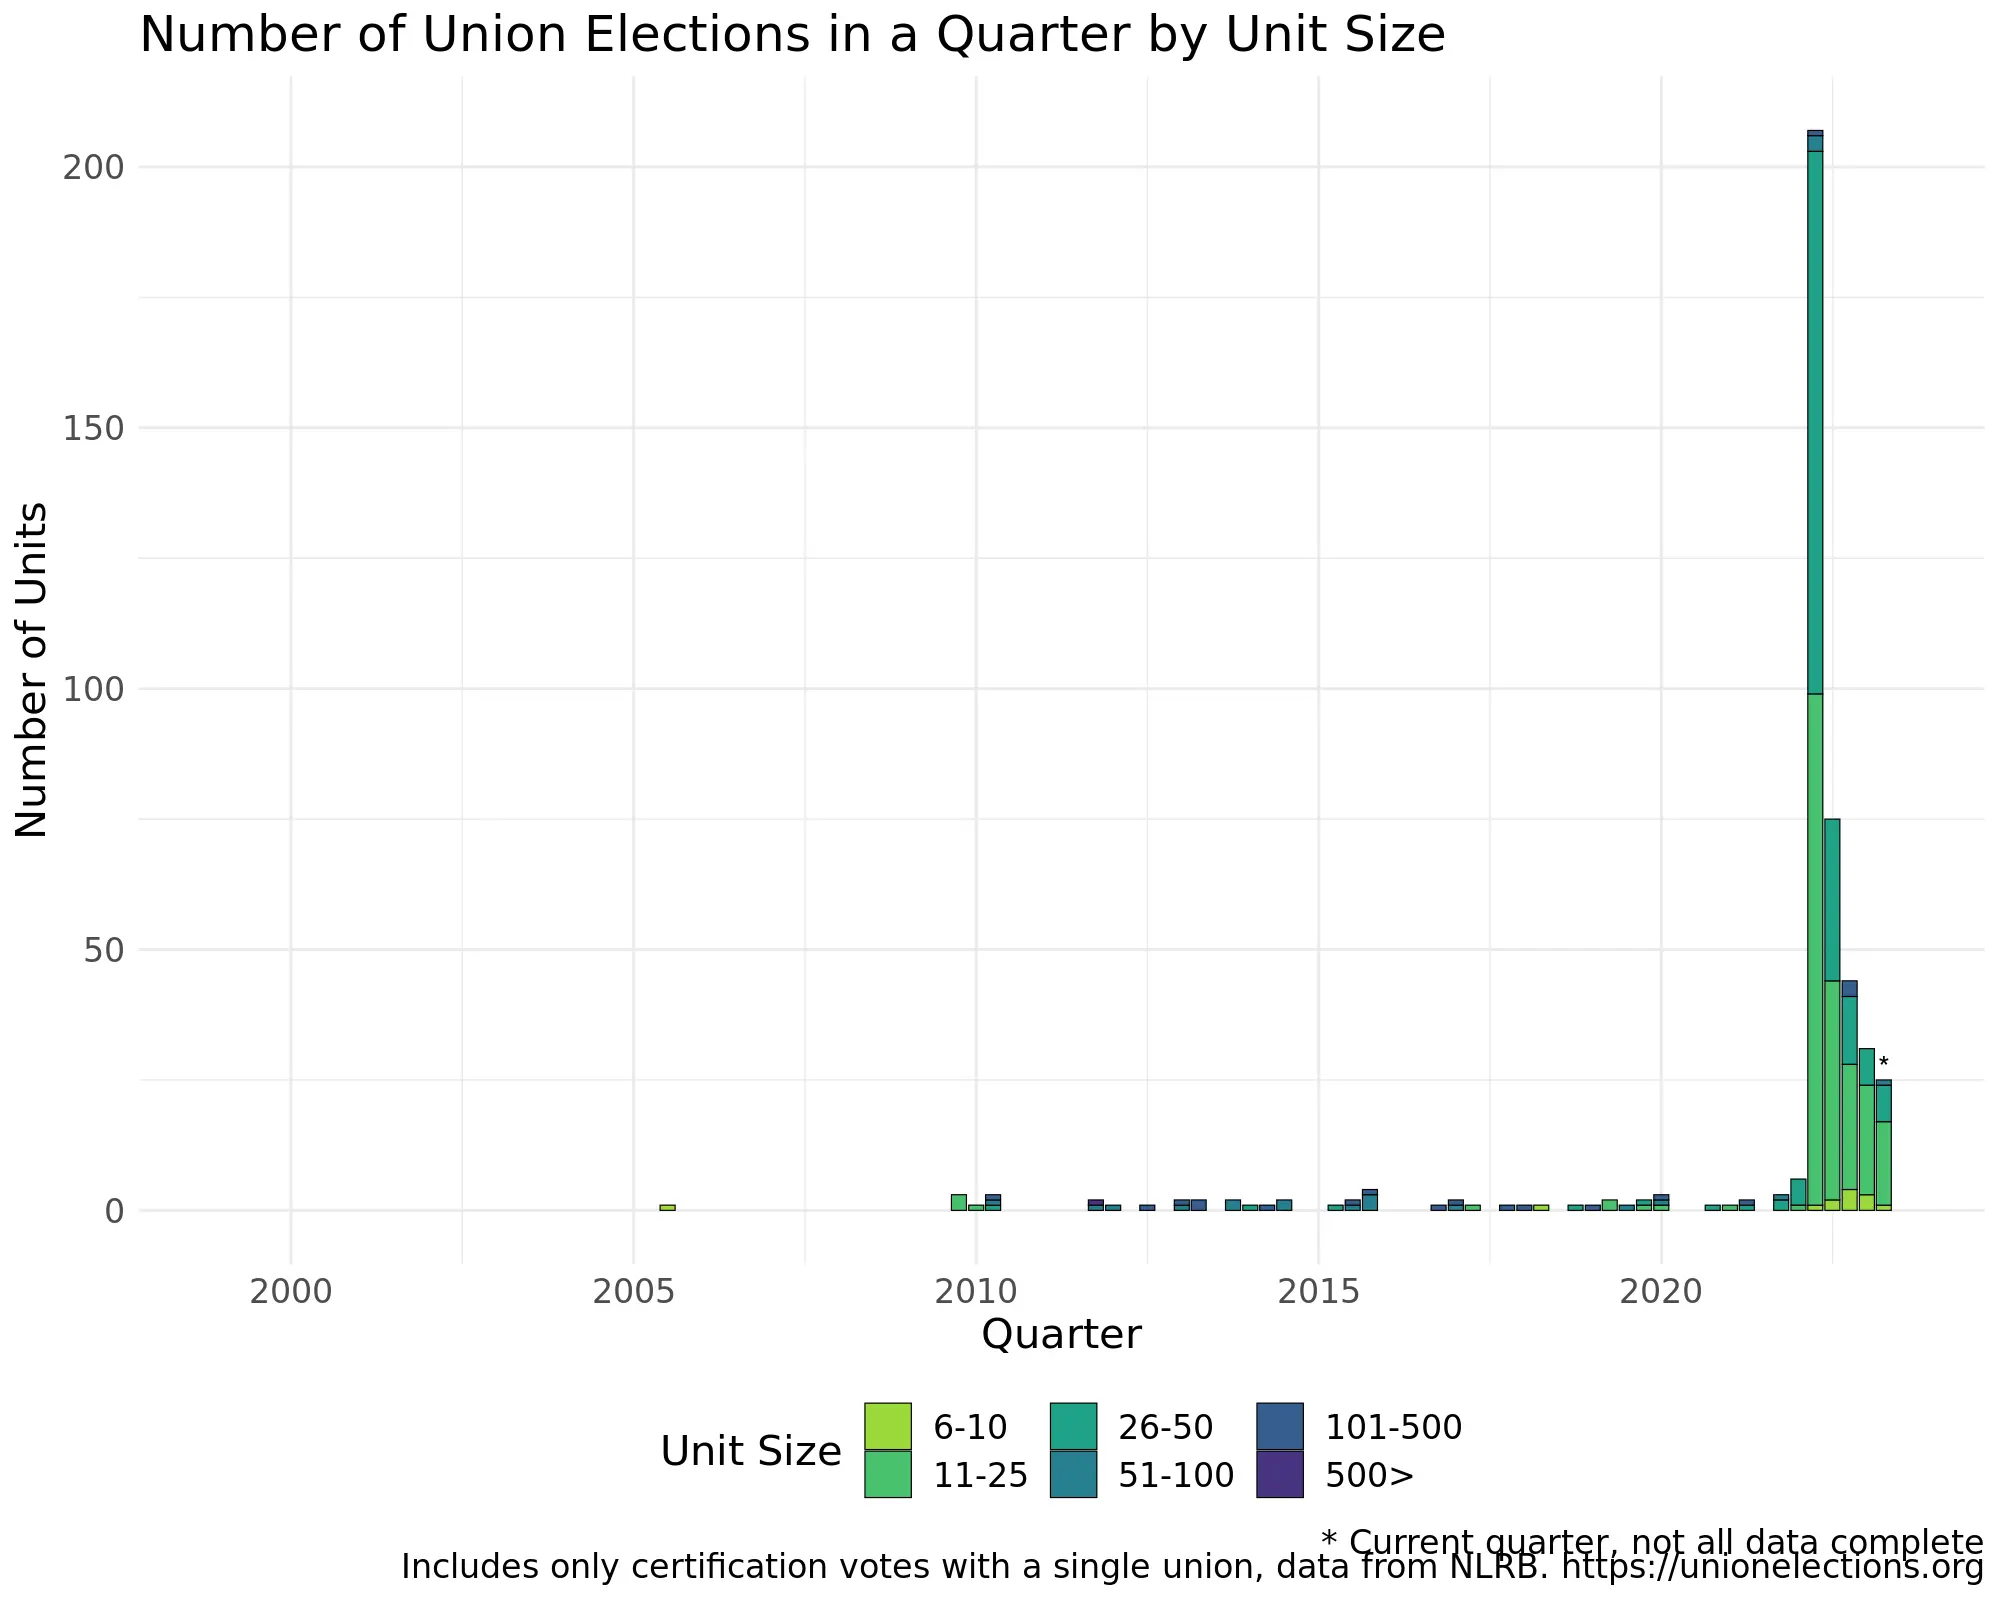 Number of Union Elections in a Quarter by Unit Size
Number of Units
200
150
100
50
0
*
2000 2005 2010 2015 2020
Quarter
Unit Size
6-10 26-50 101-500
11-25 51-100 500>
* Current quarter, not all data complete
Includes only certification votes with a single union, data from NLRB. https://unionelections.org